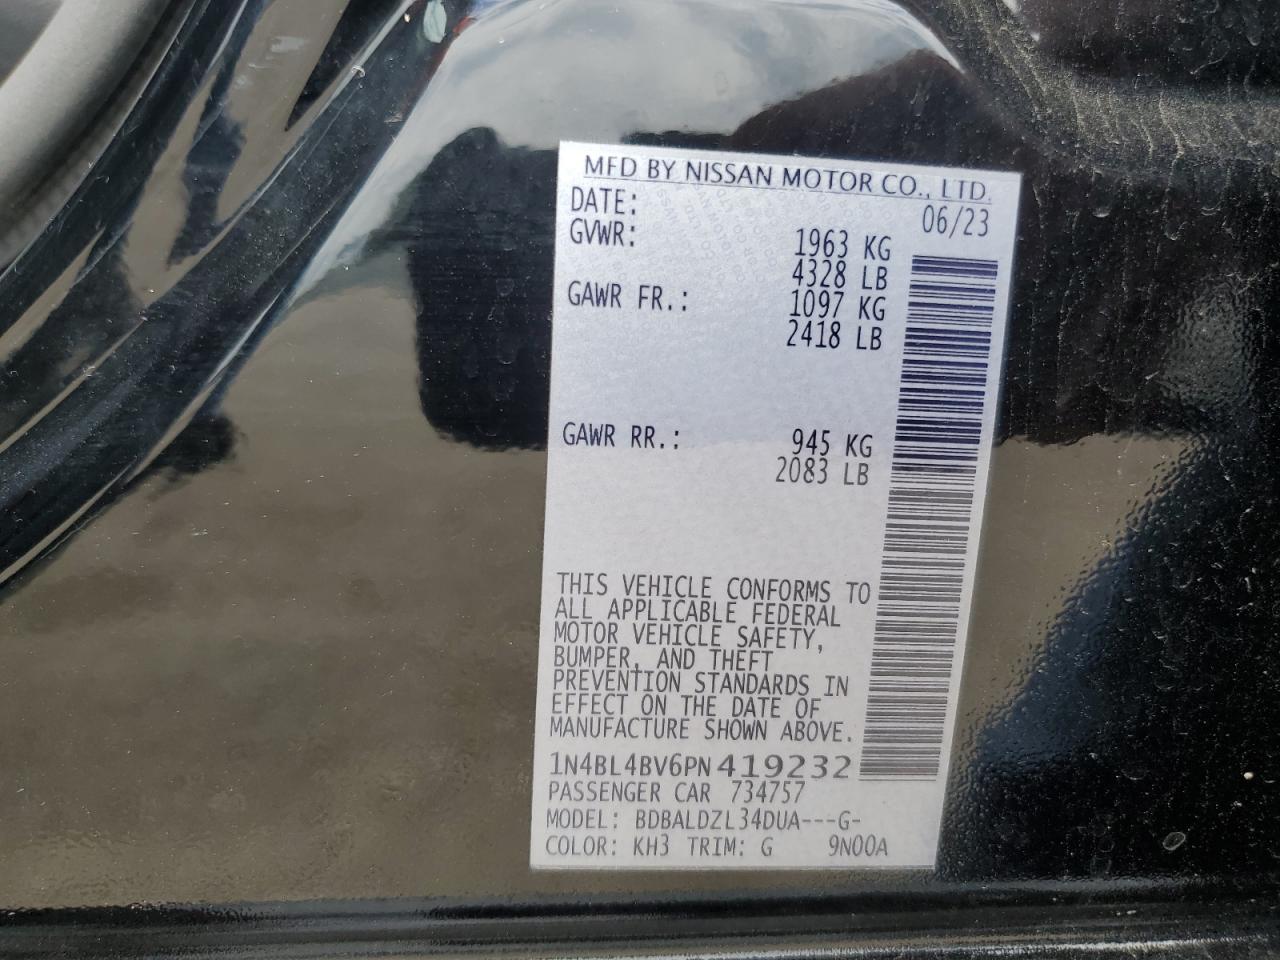 MFD BY NISSAN MOTOR CO., LTD.
DATE: 06/23
GVWR: 1963 KG
4328 LB
GAWR FR.: 1097 KG
2418 LB
GAWR RR.: 945 KG
2083 LB
THIS VEHICLE CONFORMS TO
ALL APPLICABLE FEDERAL
MOTOR VEHICLE SAFETY,
BUMPER, AND THEFT
PREVENTION STANDARDS IN
EFFECT ON THE DATE OF
MANUFACTURE SHOWN ABOVE.
1N4BL4BV6PN419232
PASSENGER CAR 734757
MODEL: BDBALDZL34DUA---G-
COLOR: KH3 TRIM: G 9N00A